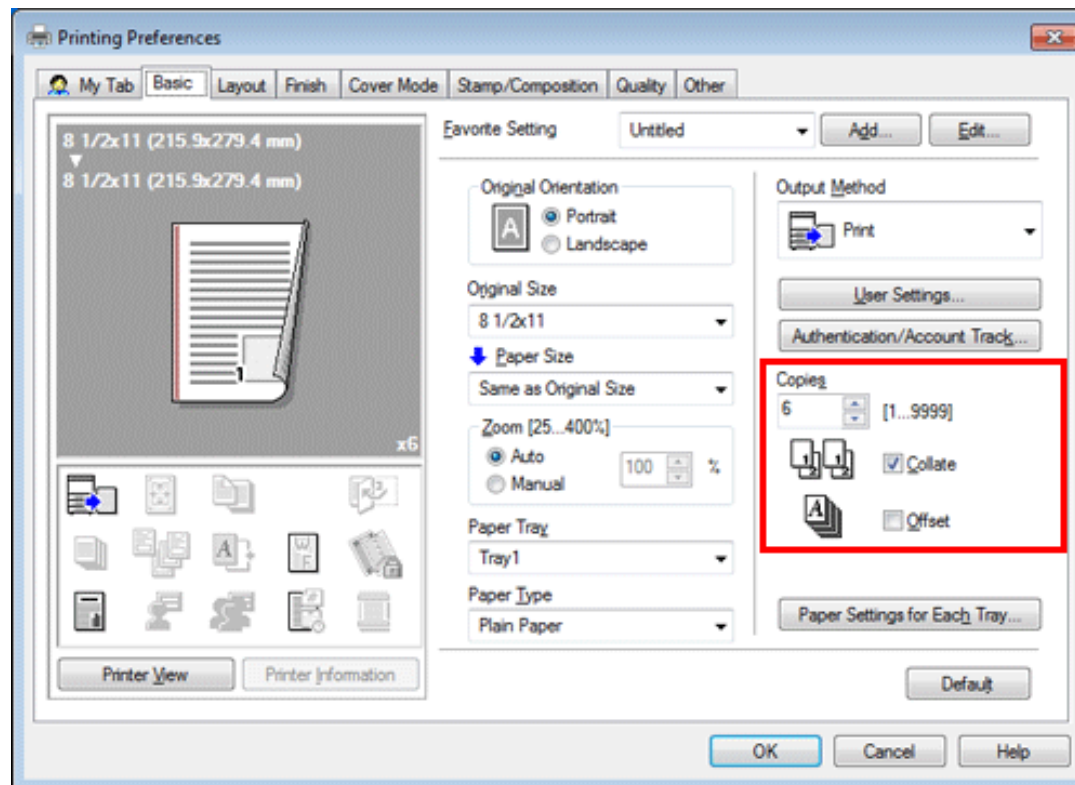 Printing Preferences
My Tab Basic Layout Finish Cover Mode Stamp/Composition Quality Other
8 1/2x11 (215.9x279.4 mm)
8 1/2x11 (215.9x279.4 mm)
1
x6
Printer View Printer Information
Favorite Setting Untitled Add... Edit...
Original Orientation
A Portrait
Landscape
Original Size
8 1/2x11
Paper Size
Same as Original Size
Zoom [25...400%]
Auto
Manual
100 %
Paper Tray
Tray1
Paper Type
Plain Paper
Output Method
Print
User Settings...
Authentication/Account Track...
Copies
6 [1...9999]
Collate
Offset
Paper Settings for Each Tray...
Default
OK Cancel Help